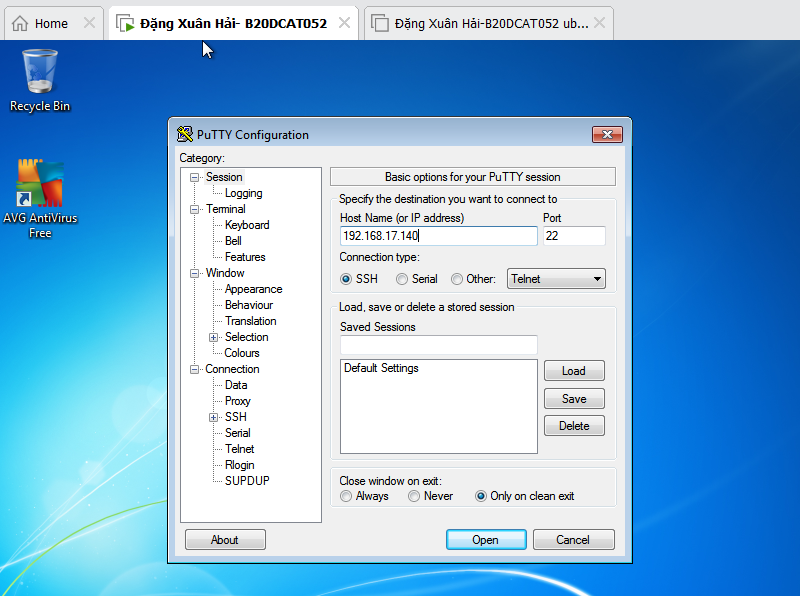 Home
Đặng Xuân Hải- B20DCAT052
Đặng Xuân Hải-B20DCAT052 ub...
Recycle Bin
AVG AntiVirus
Free
PuTTY Configuration
Category:
Session
Logging
Terminal
Keyboard
Bell
Features
Window
Appearance
Behaviour
Translation
Selection
Colours
Connection
Data
Proxy
SSH
Serial
Telnet
Rlogin
SUPDUP
Basic options for your PuTTY session
Specify the destination you want to connect to
Host Name (or IP address) Port
192.168.17.140 22
Connection type:
SSH Serial Other: Telnet
Load, save or delete a stored session
Saved Sessions
Default Settings
Load
Save
Delete
Close window on exit:
Always Never Only on clean exit
About Open Cancel